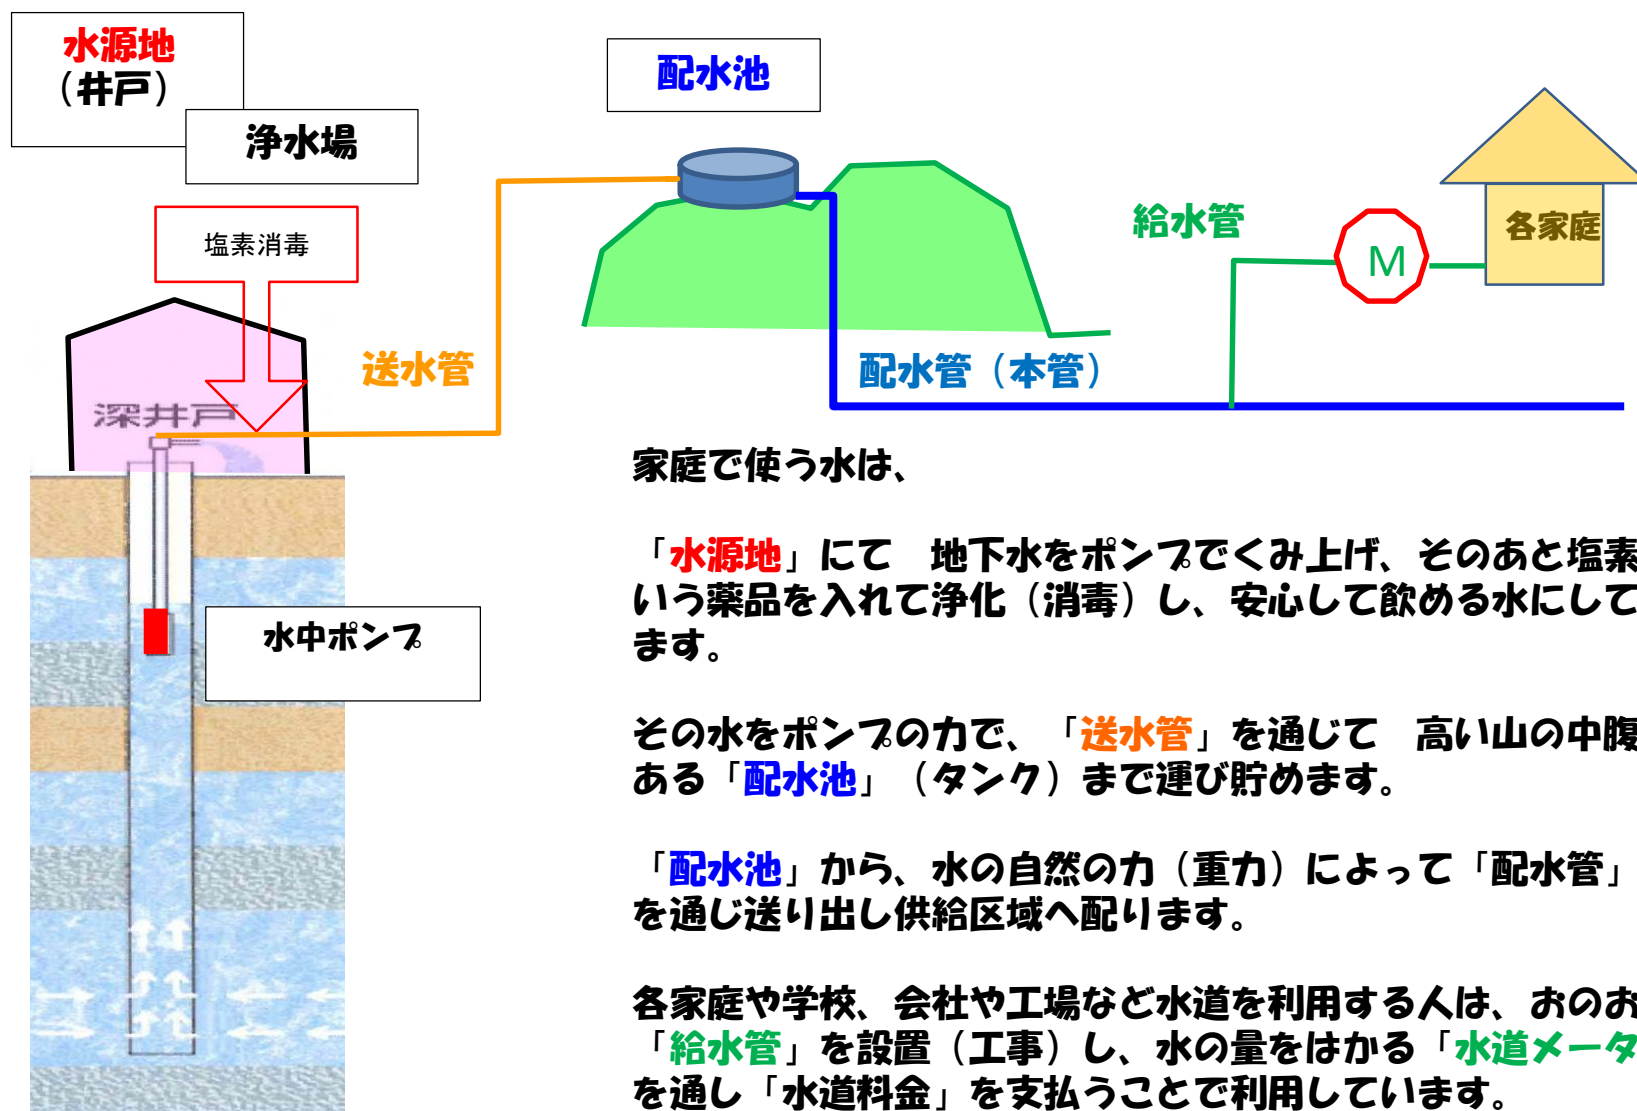 水源地
（井戸）
浄水場
配水池
塩素消毒
給水管
M
各家庭
送水管
配水管（本管）
深井戸
水中ポンプ
家庭で使う水は、
「水源地」にて　地下水をポンプでくみ上げ、そのあと塩素
いう薬品を入れて浄化（消毒）し、安心して飲める水にして
ます。
その水をポンプの力で、「送水管」を通じて　高い山の中腹
ある「配水池」（タンク）まで運び貯めます。
「配水池」から、水の自然の力（重力）によって「配水管」
を通じ送り出し供給区域へ配ります。
各家庭や学校、会社や工場など水道を利用する人は、おのお
「給水管」を設置（工事）し、水の量をはかる「水道メータ
を通し「水道料金」を支払うことで利用しています。